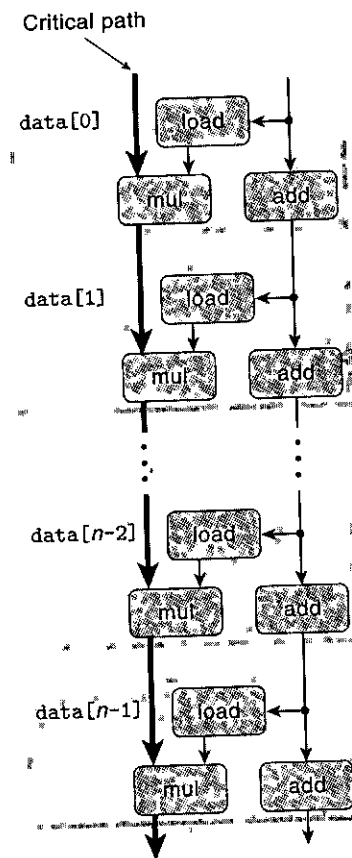 Critical path
data[0]
load
mul
add
data[1]
load
mul
add
data[n-2]
load
mul
add
data[n-1]
load
mul
add